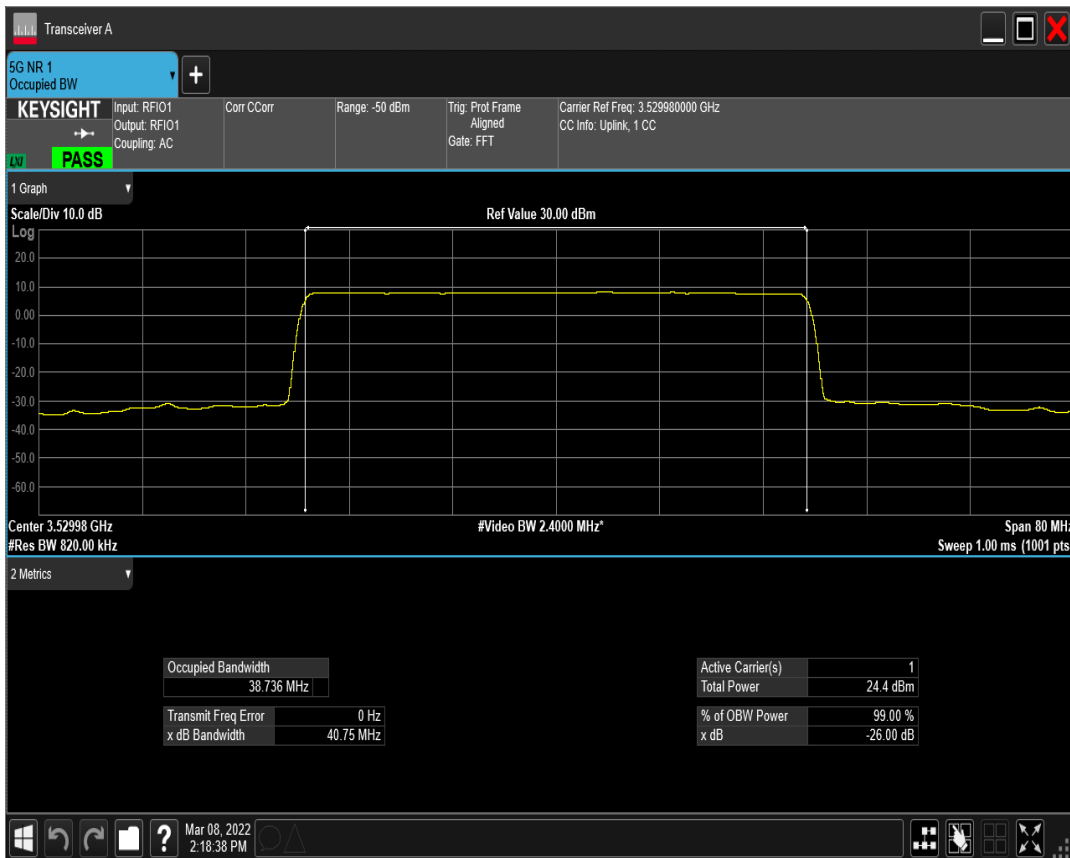 Transceiver A
5G NR 1
Occupied BW
+
KEYSIGHT
LXI
PASS
Input: RFIO1
Output: RFIO1
Coupling: AC
Corr CCorr
Range: -50 dBm
Trig: Prot Frame
Aligned
Gate: FFT
Carrier Ref Freq: 3.529980000 GHz
CC Info: Uplink, 1 CC
1 Graph
Scale/Div 10.0 dB
Ref Value 30.00 dBm
Log
20.0
10.0
0.00
-10.0
-20.0
-30.0
-40.0
-50.0
-60.0
Center 3.52998 GHz
#Video BW 2.4000 MHz*
Span 80 MHz
#Res BW 820.00 kHz
Sweep 1.00 ms (1001 pts
2 Metrics
Occupied Bandwidth
38.736 MHz
Transmit Freq Error 0 Hz
x dB Bandwidth 40.75 MHz
Active Carrier(s) 1
Total Power 24.4 dBm
% of OBW Power 99.00 %
x dB -26.00 dB
?
Mar 08, 2022
2:18:38 PM